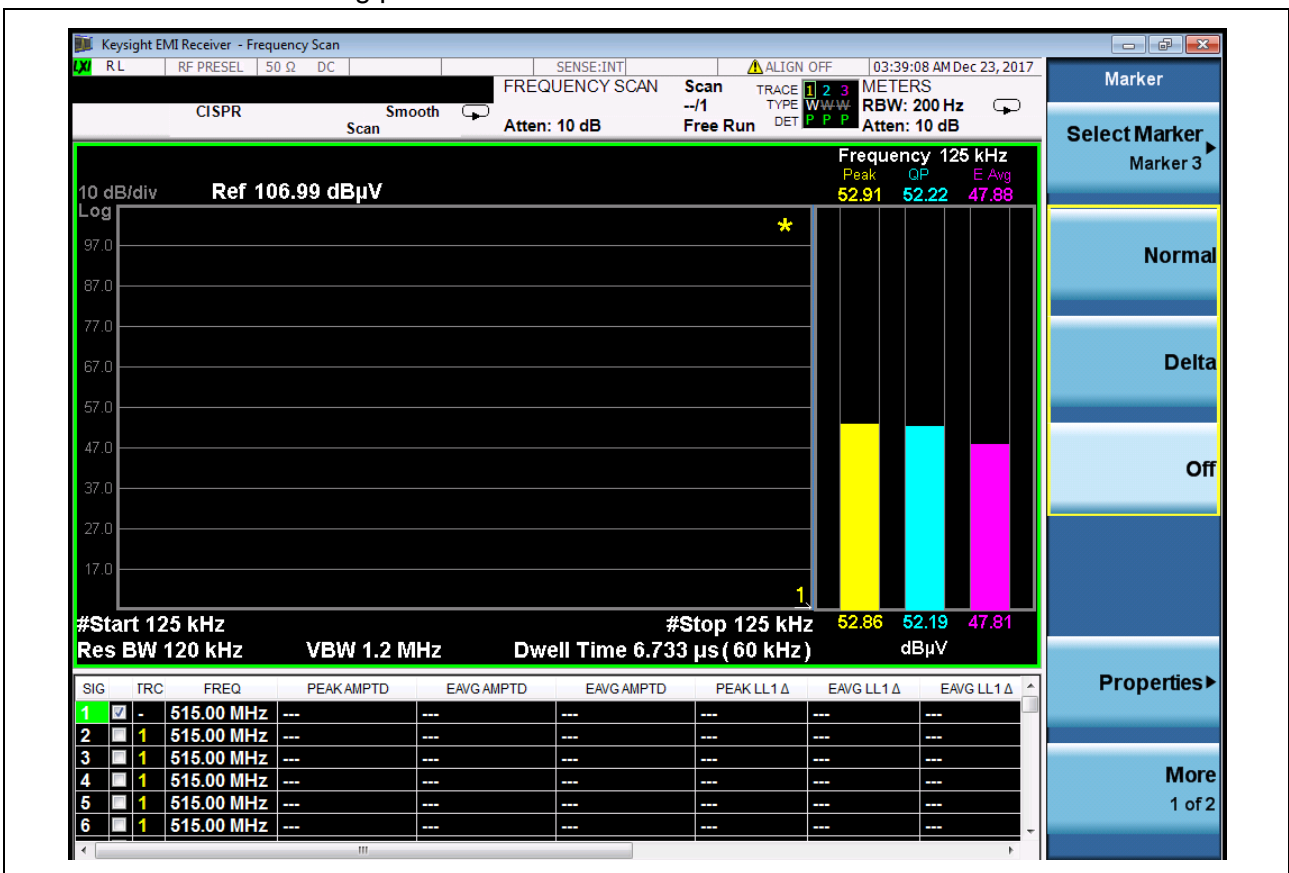 Keysight EMI Receiver - Frequency Scan
LXI RL RF PRESEL 50 Ω DC SENSE:INT ALIGN OFF 03:39:08 AM Dec 23, 2017
FREQUENCY SCAN Scan TRACE 1 2 3 METERS
CISPR Smooth --/1 TYPE W W W RBW: 200 Hz
Scan Atten: 10 dB Free Run DET P P P Atten: 10 dB
Frequency 125 kHz
Peak QP E Avg
10 dB/div Ref 106.99 dBµV 52.91 52.22 47.88
Log
*
97.0
87.0
77.0
67.0
57.0
47.0
37.0
27.0
17.0
1
#Start 125 kHz #Stop 125 kHz 52.86 52.19 47.81
Res BW 120 kHz VBW 1.2 MHz Dwell Time 6.733 µs ( 60 kHz ) dBµV
SIG TRC FREQ PEAK AMPTD EAVG AMPTD EAVG AMPTD PEAK LL1 Δ EAVG LL1 Δ EAVG LL1 Δ
1 - 515.00 MHz --- --- --- --- --- ---
2 1 515.00 MHz --- --- --- --- --- ---
3 1 515.00 MHz --- --- --- --- --- ---
4 1 515.00 MHz --- --- --- --- --- ---
5 1 515.00 MHz --- --- --- --- --- ---
6 1 515.00 MHz --- --- --- --- --- ---
Marker
Select Marker
Marker 3
Normal
Delta
Off
Properties
More
1 of 2